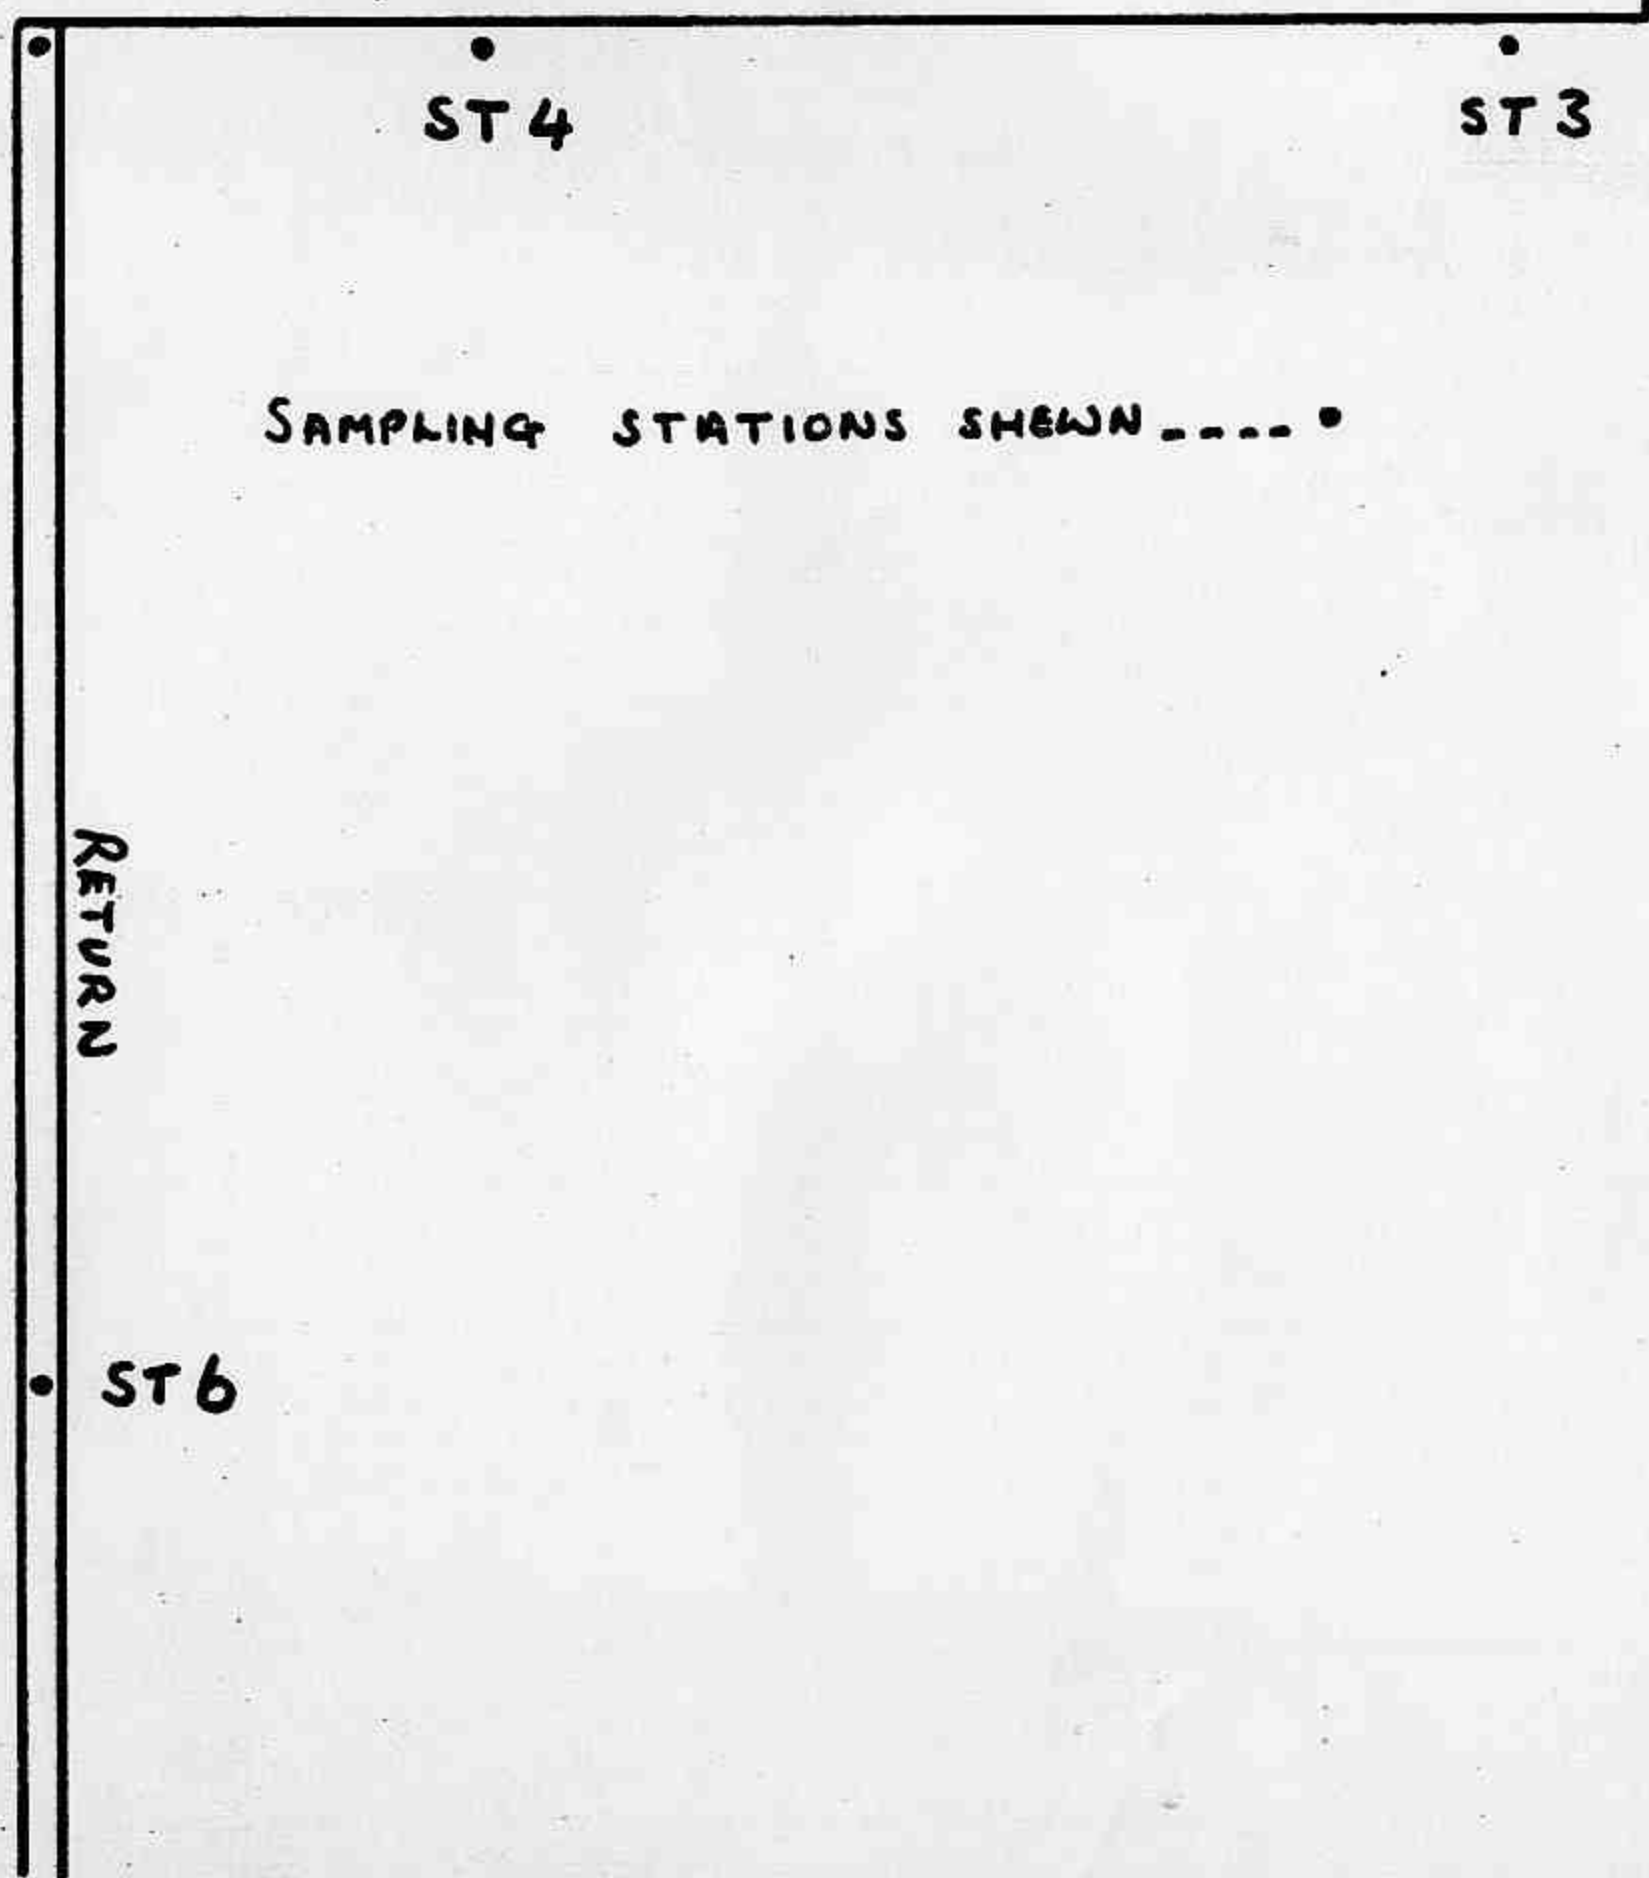 ST 4
ST 3
SAMPLING STATIONS SHEWN ---- •
RETURN
ST 6